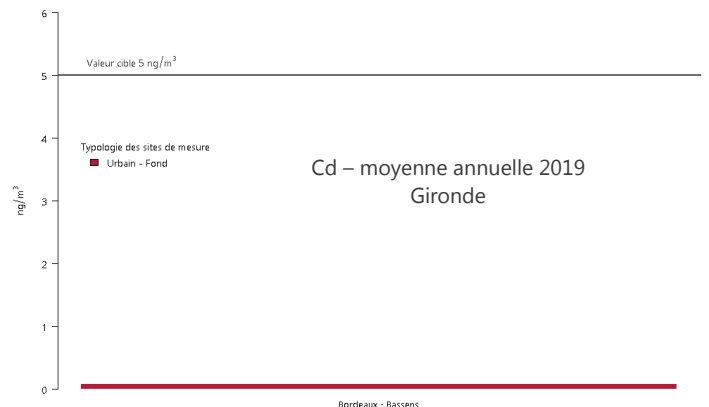 6
Valeur cible 5 ng/m³
5
4
Typologie des sites de mesure
Urbain - Fond
Cd – moyenne annuelle 2019
Gironde
ng/m³
3
2
1
0
Bordeaux - Bassens